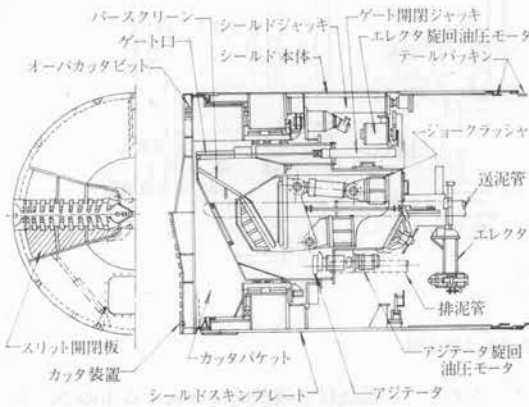 バースクリーン
シールドジャッキ
ゲート開閉ジャッキ
ゲート口
シールド本体
エレクタ旋回油圧モータ
オーバカッタビット
テールパッキン
ジョークラッシャ
送泥管
エレクタ
排泥管
スリット開閉板
カッタバケット
アジテータ旋回
油圧モータ
カッタ装置
シールドスキンプレート
アジテータ